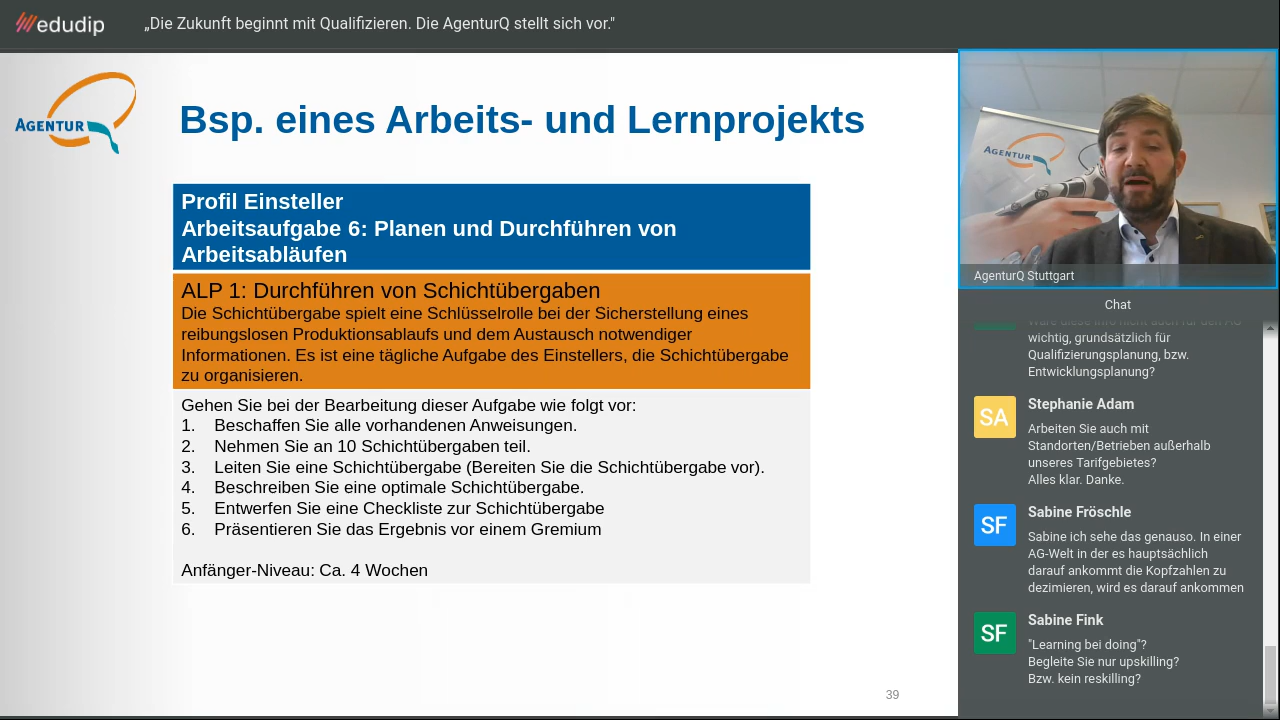 edudip
„Die Zukunft beginnt mit Qualifizieren. Die AgenturQ stellt sich vor."
AGENTUR
Bsp. eines Arbeits- und Lernprojekts
Profil Einsteller
Arbeitsaufgabe 6: Planen und Durchführen von
Arbeitsabläufen
ALP 1: Durchführen von Schichtübergaben
Die Schichtübergabe spielt eine Schlüsselrolle bei der Sicherstellung eines
reibungslosen Produktionsablaufs und dem Austausch notwendiger
Informationen. Es ist eine tägliche Aufgabe des Einstellers, die Schichtübergabe
zu organisieren.
Gehen Sie bei der Bearbeitung dieser Aufgabe wie folgt vor:
1. Beschaffen Sie alle vorhandenen Anweisungen.
2. Nehmen Sie an 10 Schichtübergaben teil.
3. Leiten Sie eine Schichtübergabe (Bereiten Sie die Schichtübergabe vor).
4. Beschreiben Sie eine optimale Schichtübergabe.
5. Entwerfen Sie eine Checkliste zur Schichtübergabe
6. Präsentieren Sie das Ergebnis vor einem Gremium
Anfänger-Niveau: Ca. 4 Wochen
39
AGENTUR
AgenturQ Stuttgart
Chat
Wäre diese Info nicht auch für den AG
wichtig, grundsätzlich für
Qualifizierungsplanung, bzw.
Entwicklungsplanung?
SA
Stephanie Adam
Arbeiten Sie auch mit
Standorten/Betrieben außerhalb
unseres Tarifgebietes?
Alles klar. Danke.
SF
Sabine Fröschle
Sabine ich sehe das genauso. In einer
AG-Welt in der es hauptsächlich
darauf ankommt die Kopfzahlen zu
dezimieren, wird es darauf ankommen
SF
Sabine Fink
"Learning bei doing"?
Begleite Sie nur upskilling?
Bzw. kein reskilling?